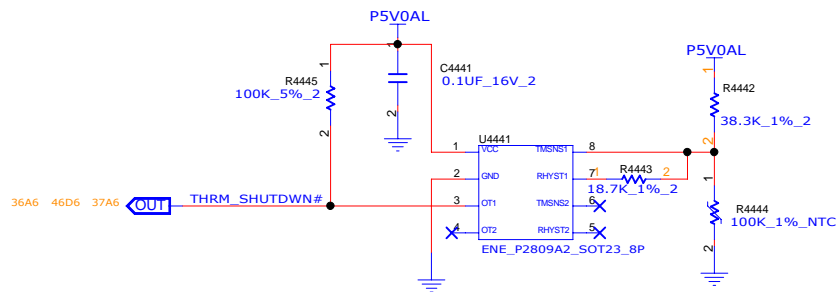 P5V0AL
1
C4441
0.1UF_16V_2
2
1
R4445
100K_5%_2
2
P5V0AL
1
R4442
38.3K_1%_2
2
U4441
1 VCC TMSNS1 8
2 GND RHYST1 7
3 OT1 TMSNS2 6
4 OT2 RHYST2 5
ENE_P2809A2_SOT23_8P
1 R4443 2
18.7K_1%_2
1
R4444
100K_1%_NTC
2
36A6 46D6 37A6 OUT THRM_SHUTDWN#